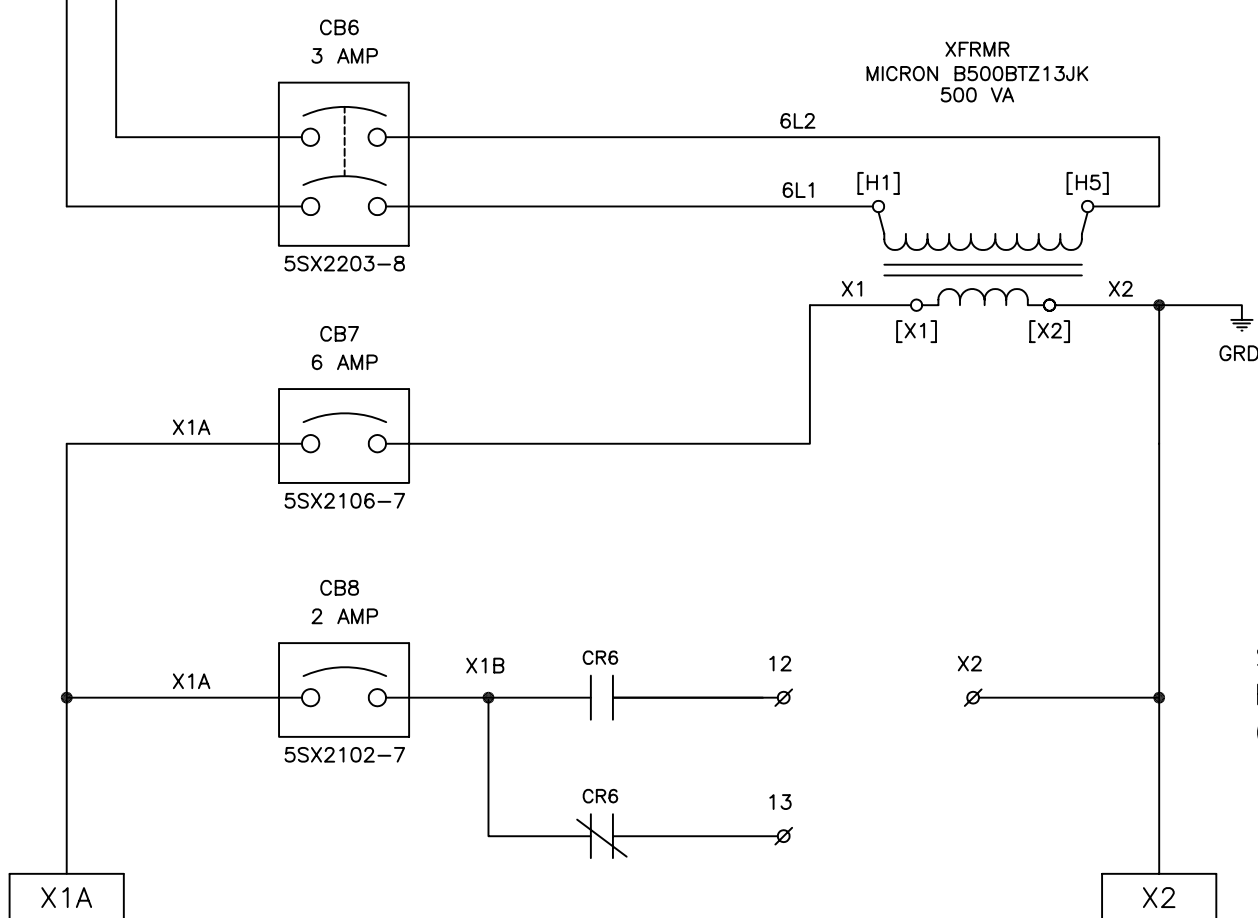 CB6
3 AMP
XFRMR
MICRON B500BTZ13JK
500 VA
6L2
6L1
[H1]
[H5]
5SX2203-8
X1
X2
[X1]
[X2]
GRD
CB7
6 AMP
X1A
5SX2106-7
CB8
2 AMP
X1A
X1B
CR6
12
X2
5SX2102-7
CR6
13
X1A
X2